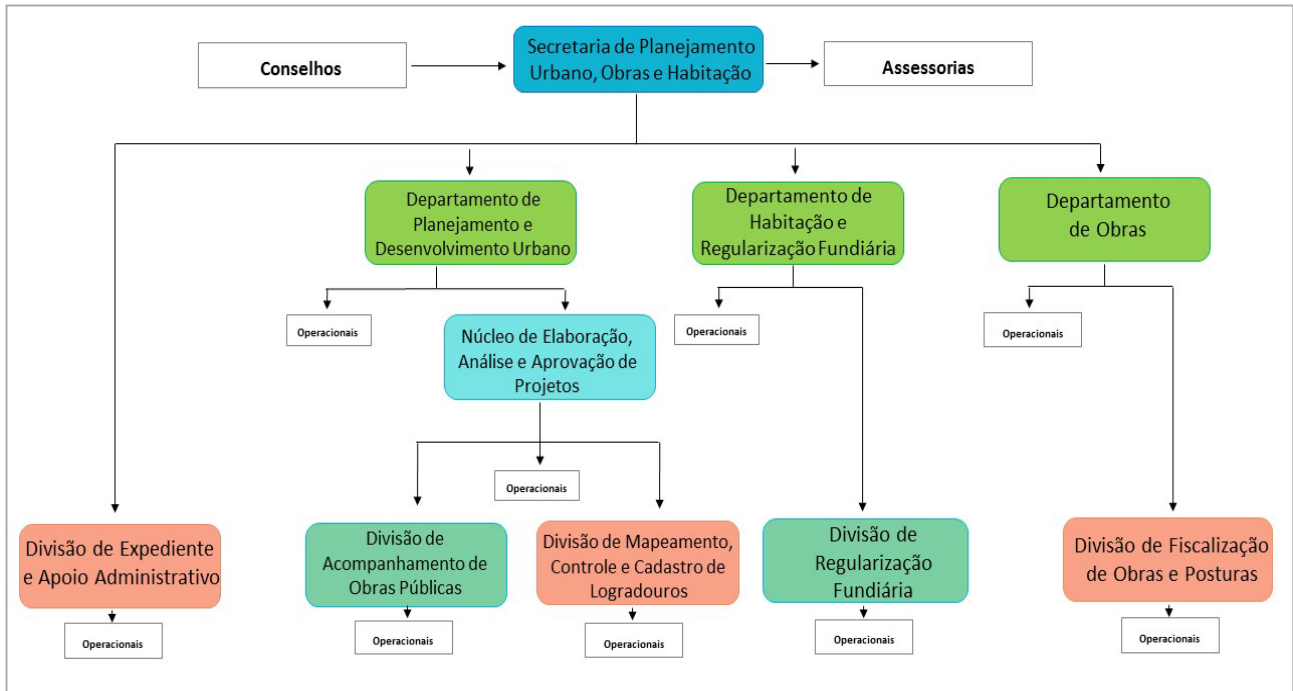 Conselhos
Secretaria de Planejamento
Urbano, Obras e Habitação
Assessorias
Departamento de
Planejamento e
Desenvolvimento Urbano
Departamento de
Habitação e
Regularização Fundiária
Departamento
de Obras
Operacionais
Núcleo de Elaboração,
Análise e Aprovação de
Projetos
Operacionais
Operacionais
Operacionais
Divisão de Expediente
e Apoio Administrativo
Divisão de
Acompanhamento de
Obras Públicas
Divisão de Mapeamento,
Controle e Cadastro de
Logradouros
Divisão de
Regularização
Fundiária
Divisão de Fiscalização
de Obras e Posturas
Operacionais
Operacionais
Operacionais
Operacionais
Operacionais